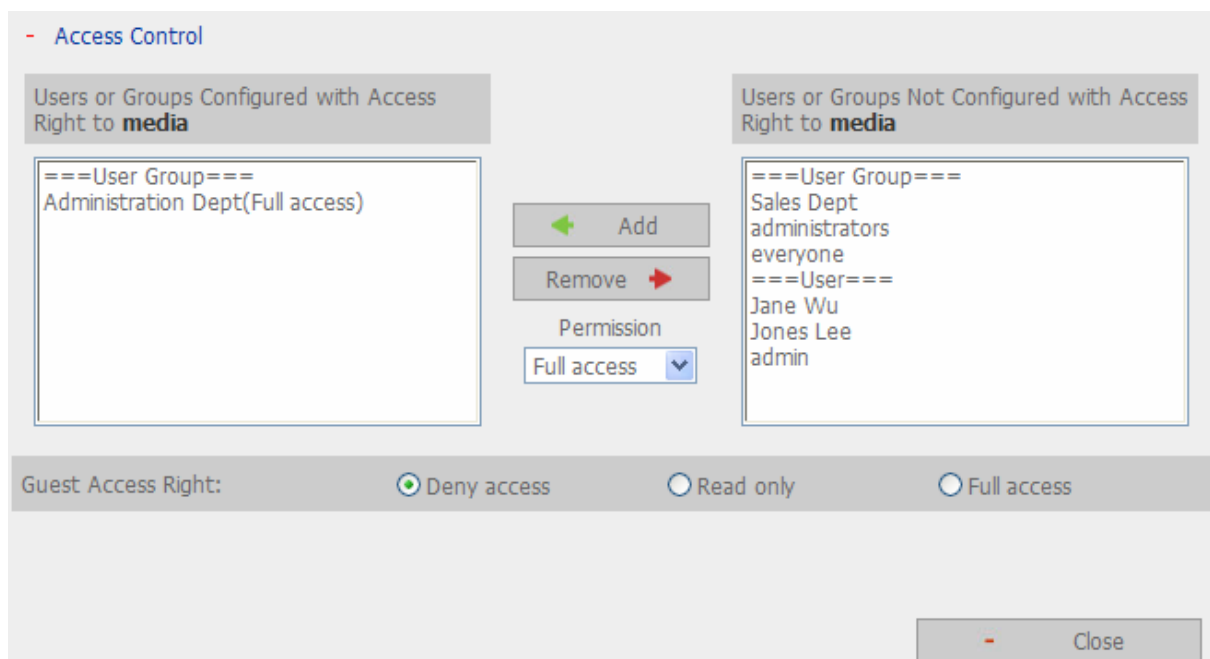 - Access Control
Users or Groups Configured with Access
Right to media
===User Group===
Administration Dept(Full access)
Add
Remove
Permission
Full access
Users or Groups Not Configured with Access
Right to media
===User Group===
Sales Dept
administrators
everyone
===User===
Jane Wu
Jones Lee
admin
Guest Access Right: Deny access Read only Full access
- Close